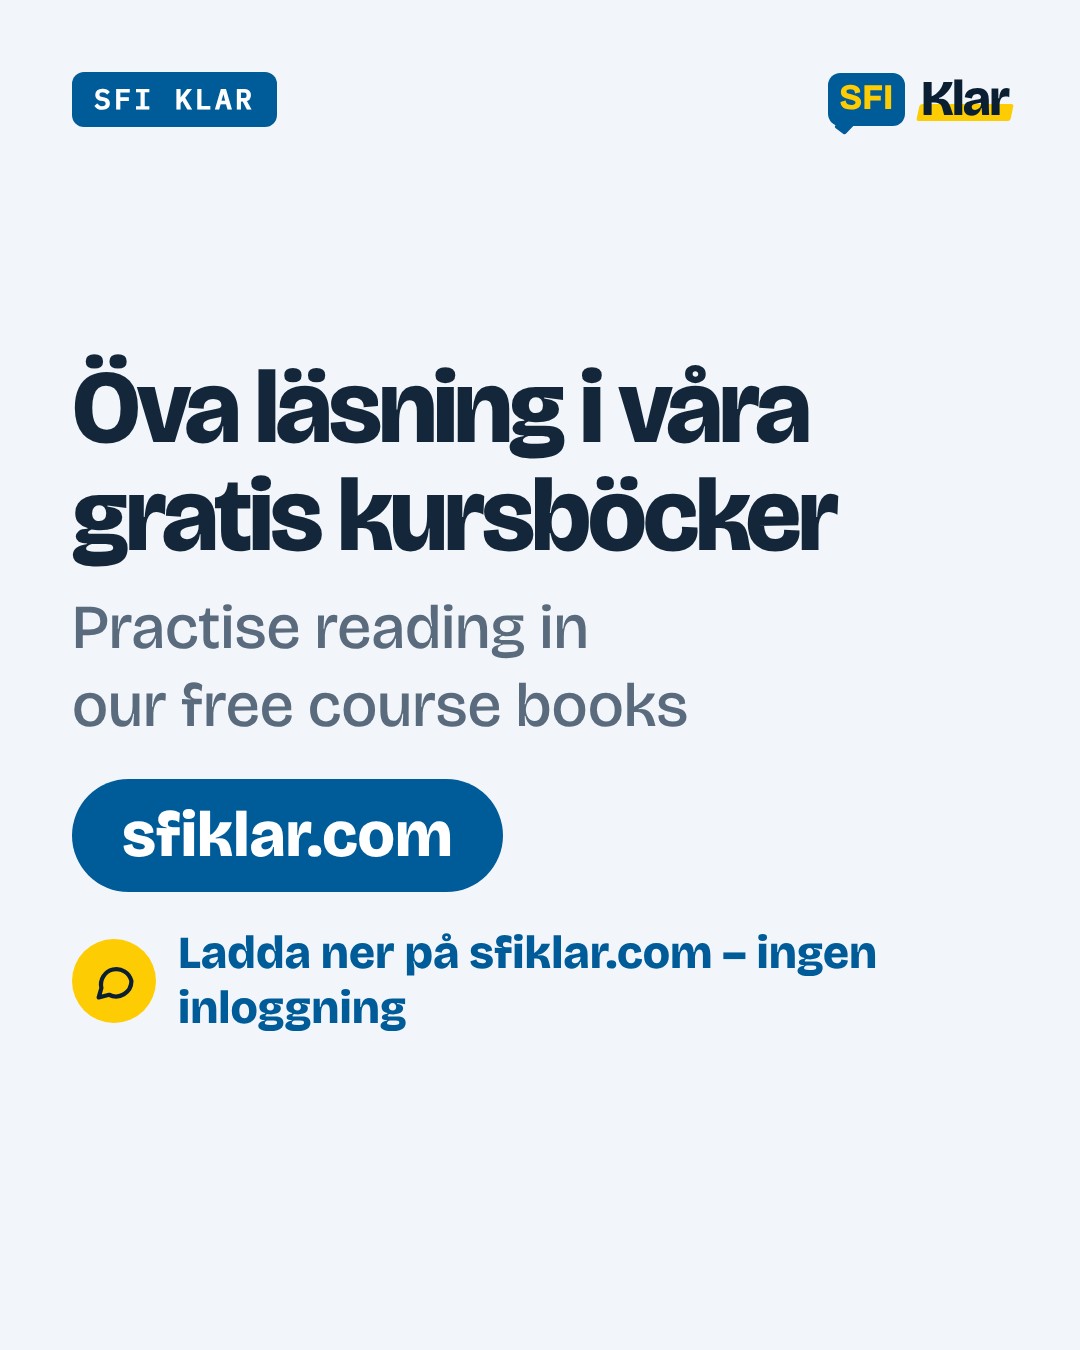 SFI KLAR
SFI Klar
Öva läsning i våra
gratis kursböcker
Practise reading in
our free course books
sfiklar.com
Ladda ner på sfiklar.com – ingen
inloggning